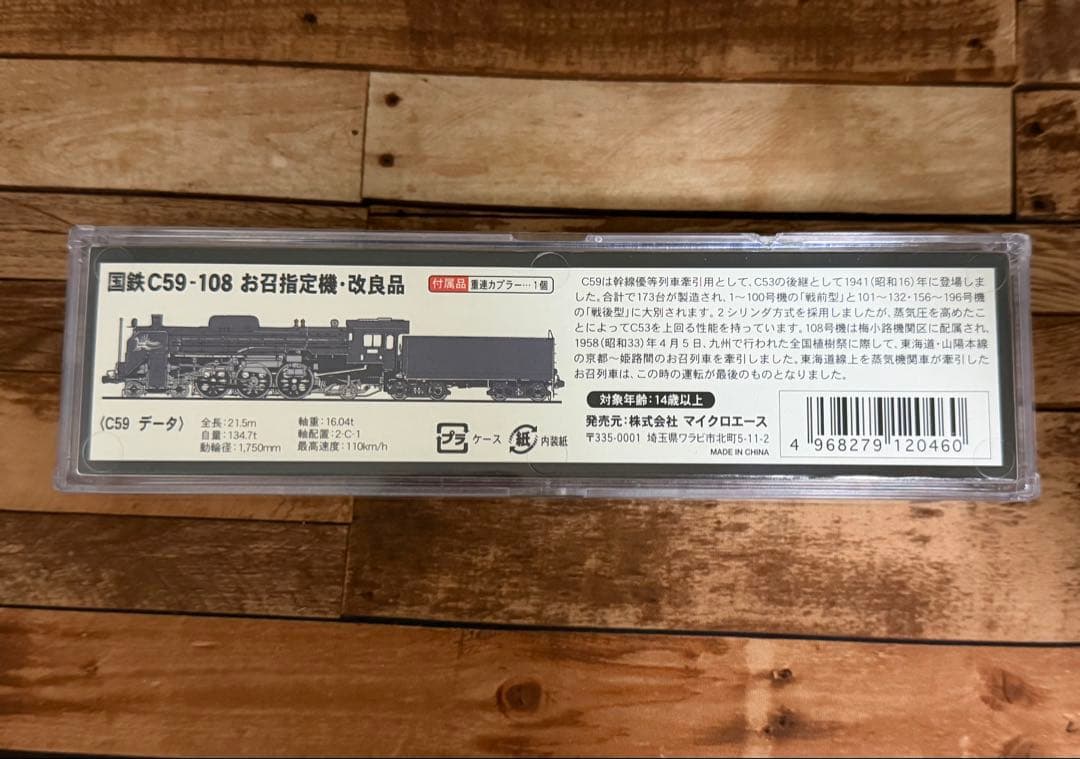 国鉄C59-108 お召指定機・改良品
付属品 重連カプラー…1個
〈C59 データ〉
全長:21.5m
自重:134.7t
動輪径:1,750mm
軸重:16.04t
軸配置:2-C-1
最高速度:110km/h
プラ ケース 紙 内装紙
C59は幹線優等列車牽引用として、C53の後継として1941(昭和16)年に登場しま
した。合計で173台が製造され、1〜100号機の「戦前型」と101〜132・156〜196号機
の「戦後型」に大別されます。2シリンダ方式を採用しましたが、蒸気圧を高めたこ
とによってC53を上回る性能を持っています。108号機は梅小路機関区に配属され、
1958(昭和33)年4月5日、九州で行われた全国植樹祭に際して、東海道・山陽本線
の京都〜姫路間のお召列車を牽引しました。東海道線上を蒸気機関車が牽引した
お召列車は、この時の運転が最後のものとなりました。
対象年齢:14歳以上
発売元:株式会社 マイクロエース
〒335-0001 埼玉県ワラビ市北町5-11-2
MADE IN CHINA
4 968279 120460